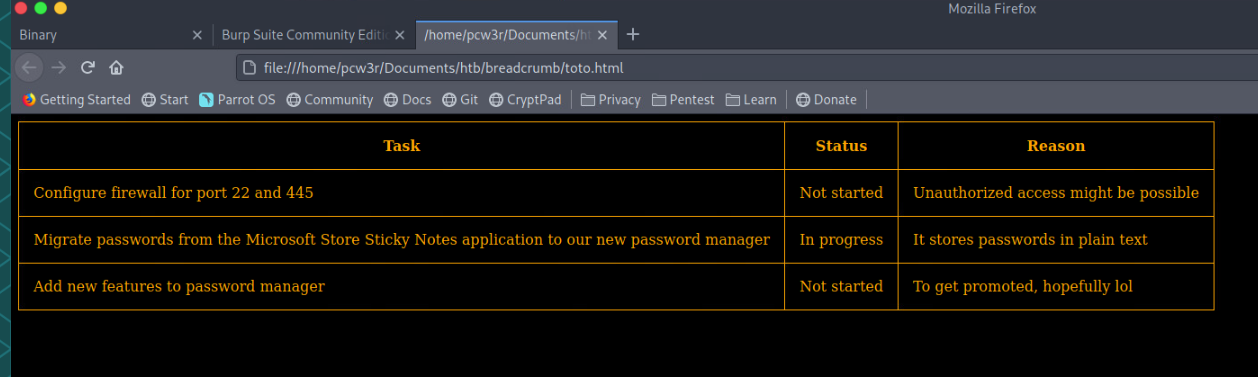 Mozilla Firefox
Binary
Burp Suite Community Editi
/home/pcw3r/Documents/h
file:///home/pcw3r/Documents/htb/breadcrumb/toto.html
Getting Started Start Parrot OS Community Docs Git CryptPad Privacy Pentest Learn Donate
Task Status Reason
Configure firewall for port 22 and 445 Not started Unauthorized access might be possible
Migrate passwords from the Microsoft Store Sticky Notes application to our new password manager In progress It stores passwords in plain text
Add new features to password manager Not started To get promoted, hopefully lol